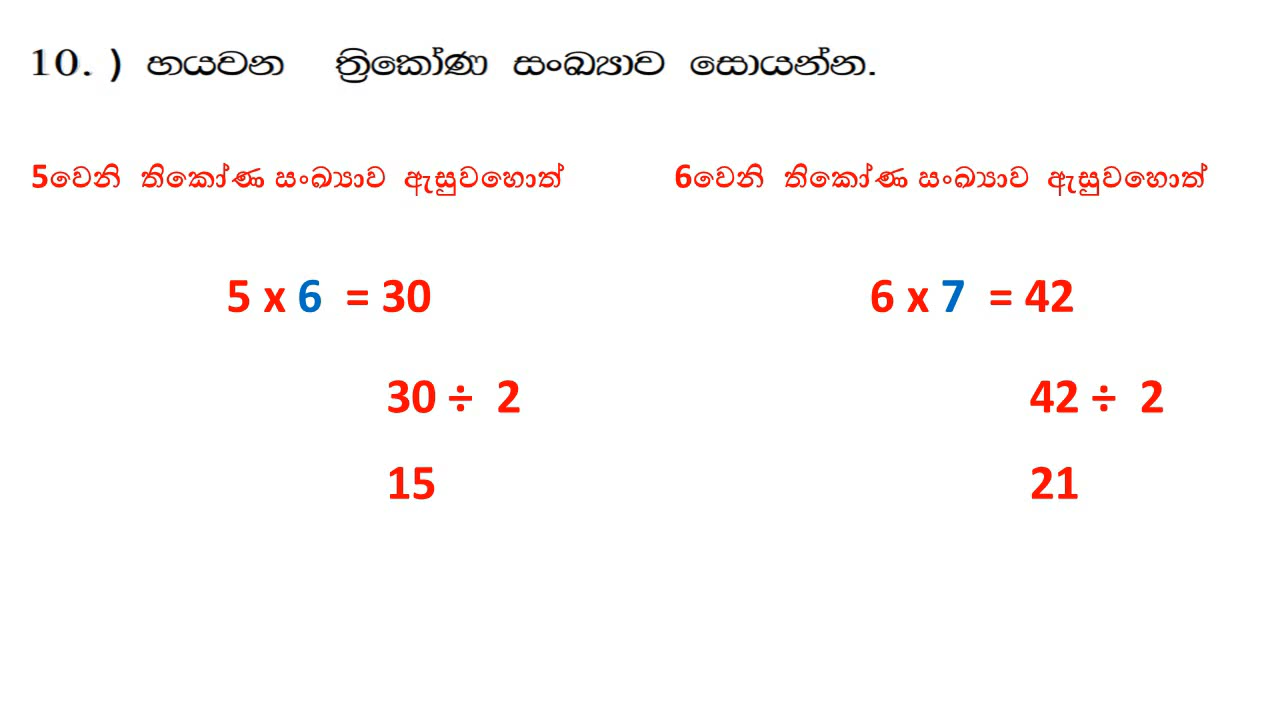 10. ) හයවන ත්‍රිකෝණ සංඛ්‍යාව සොයන්න.
5වෙනි තිකෝණ සංඛ්‍යාව ඇසුවහොත්
5 x 6 = 30
30 ÷ 2
15
6වෙනි තිකෝණ සංඛ්‍යාව ඇසුවහොත්
6 x 7 = 42
42 ÷ 2
21